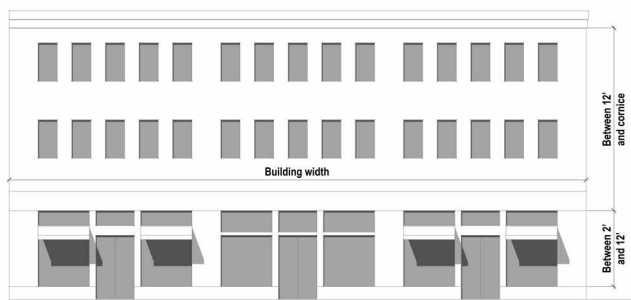 Between 12'
and cornice
Building width
Between 2'
and 12'